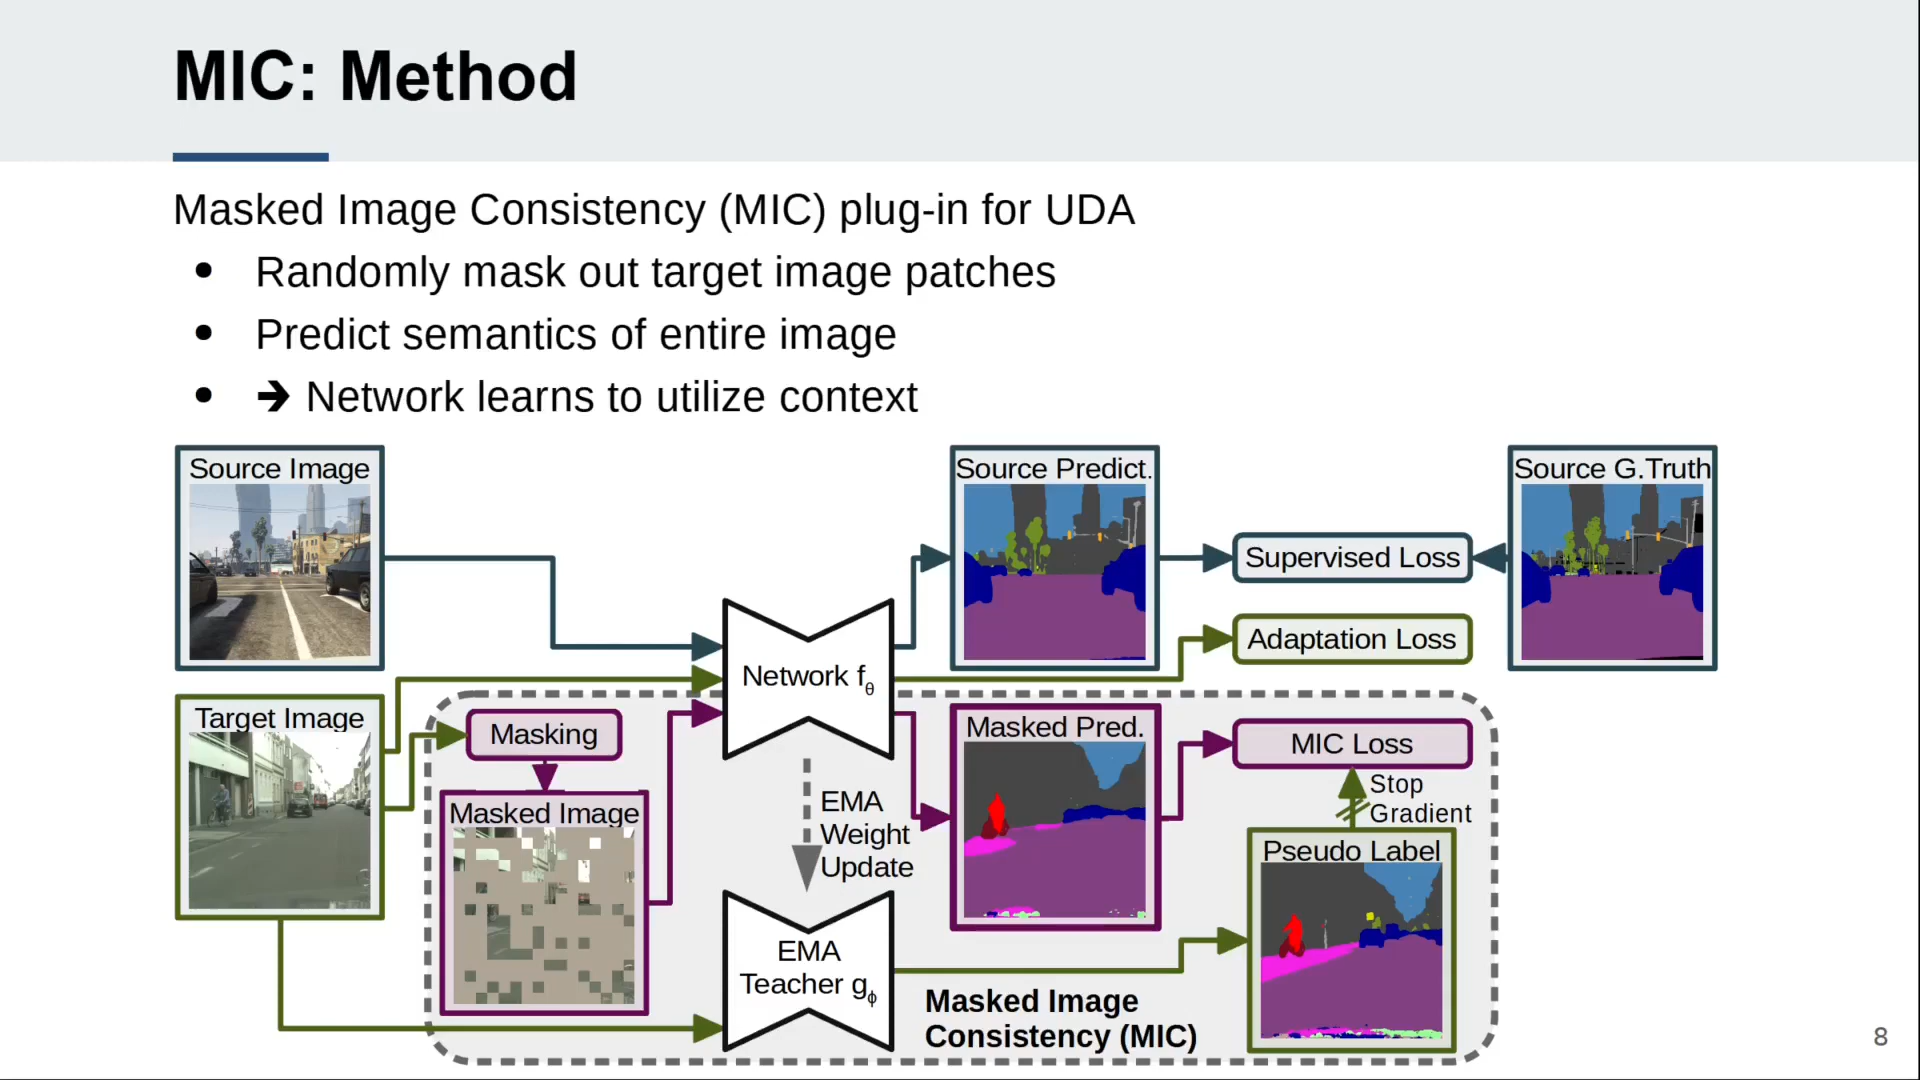 MIC: Method
Masked Image Consistency (MIC) plug-in for UDA
• Randomly mask out target image patches
• Predict semantics of entire image
• ➔ Network learns to utilize context
Source Image
Source Predict.
Source G.Truth
Supervised Loss
Adaptation Loss
Network fθ
Target Image
Masking
Masked Pred.
MIC Loss
Stop
Gradient
Masked Image
EMA
Weight
Update
Pseudo Label
EMA
Teacher gϕ
Masked Image
Consistency (MIC)
8